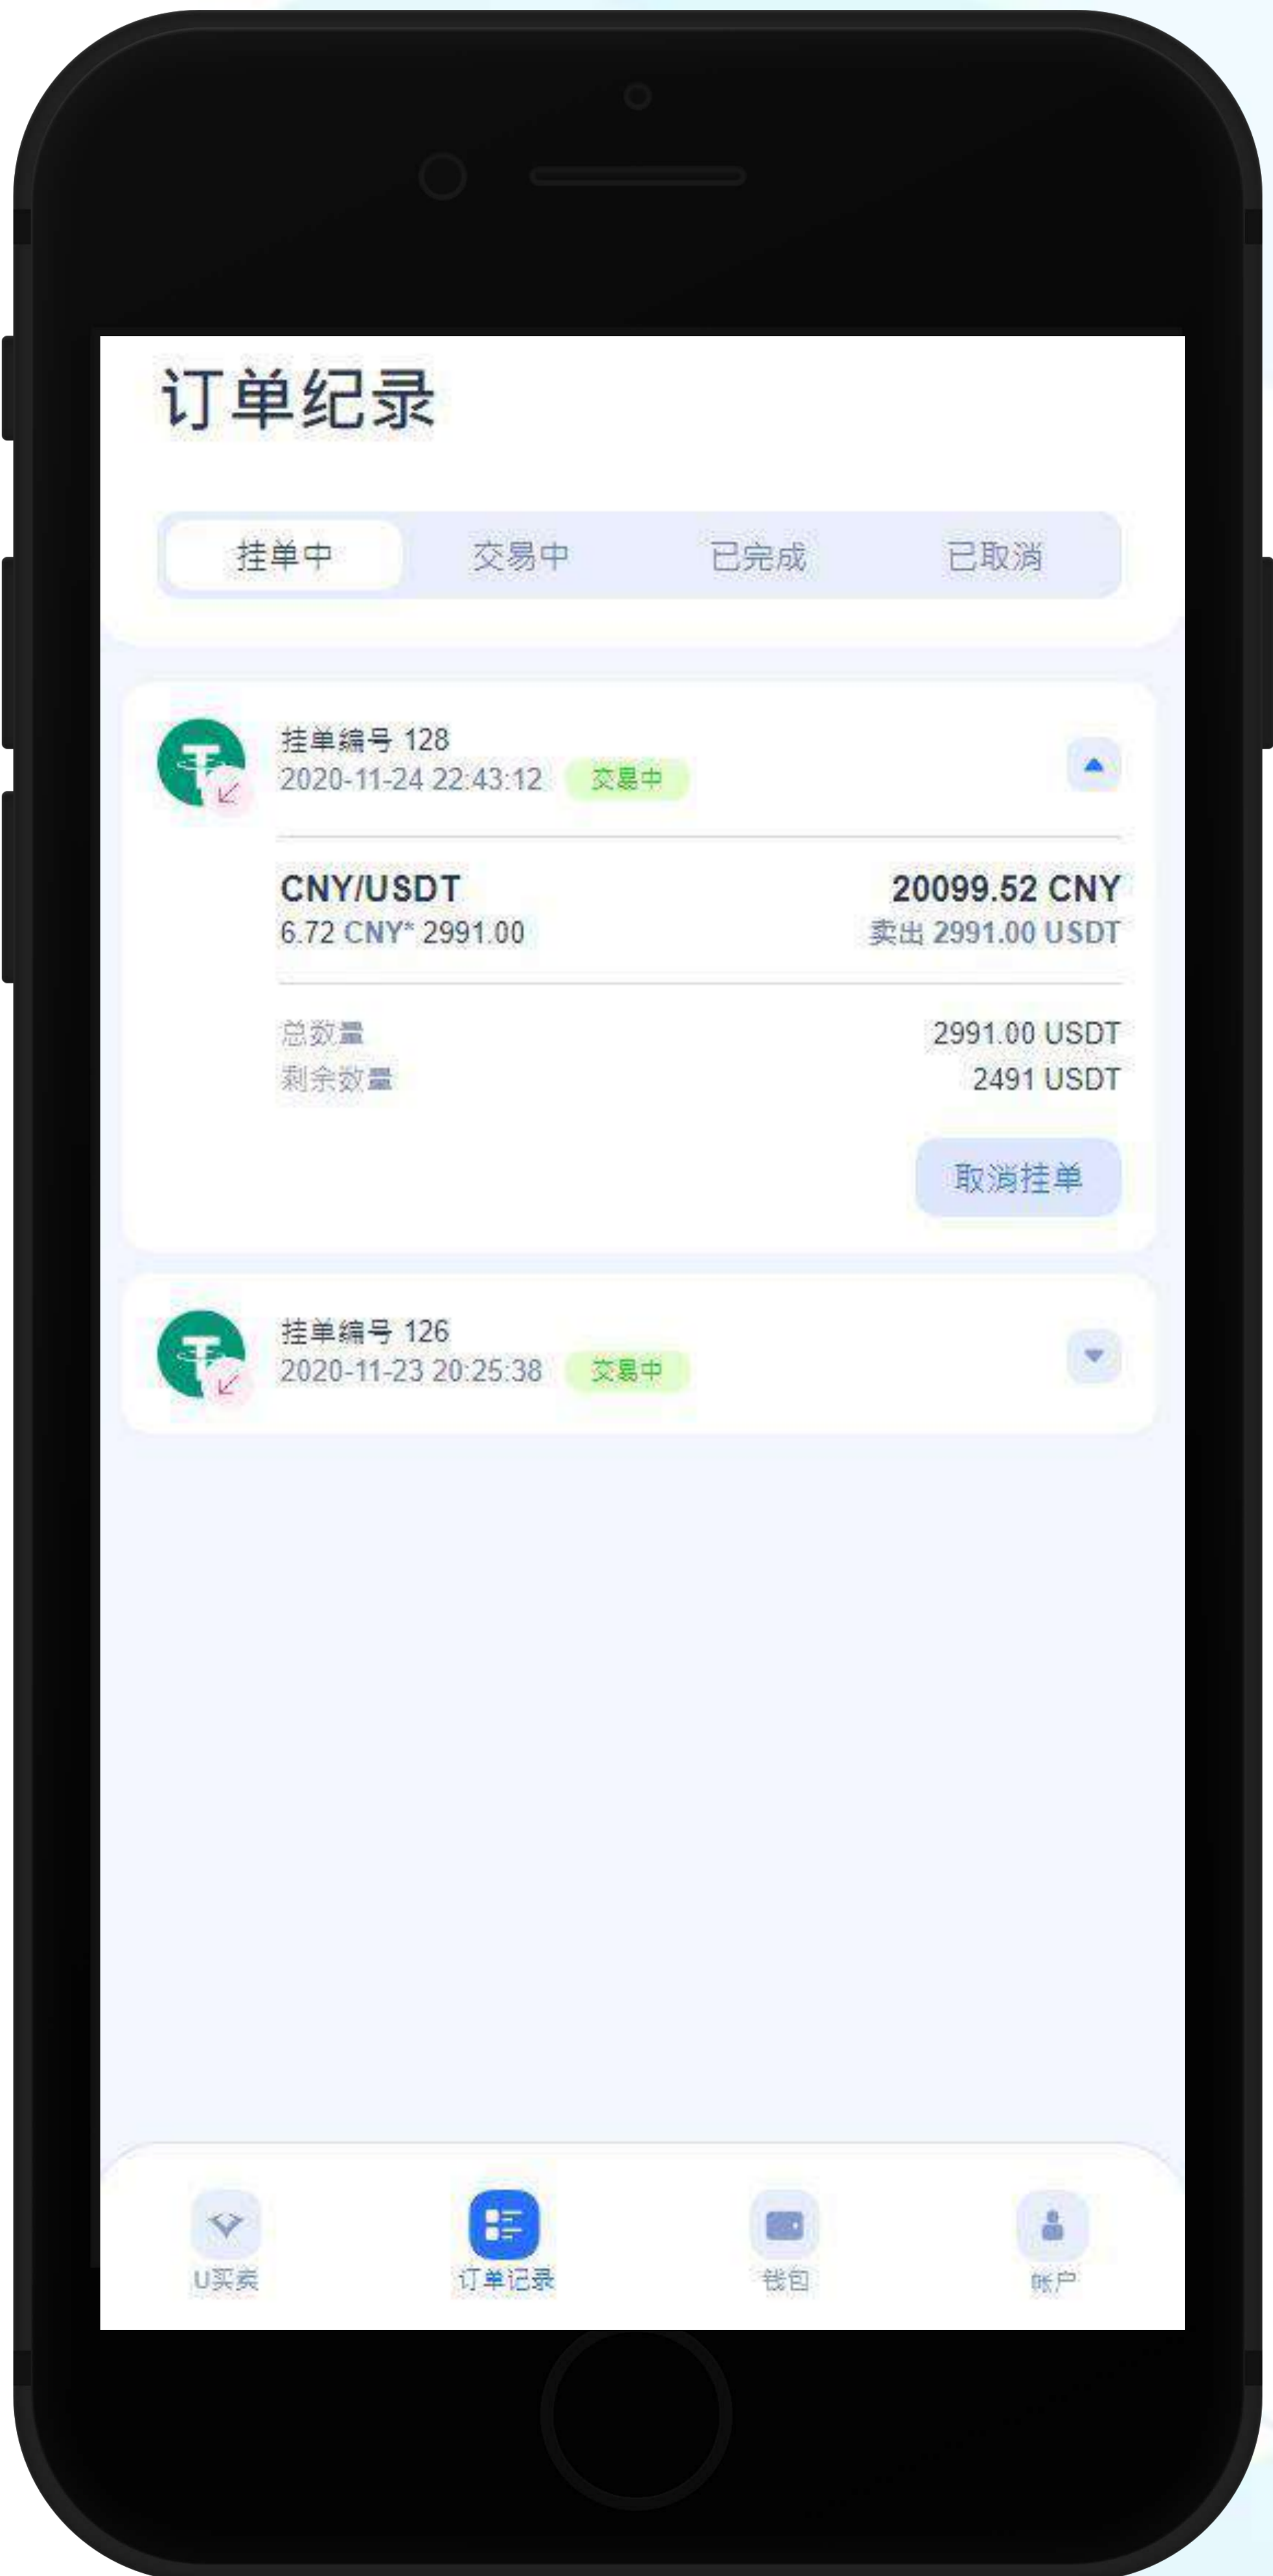 订单纪录
挂单中 交易中 已完成 已取消
挂单编号 128
2020-11-24 22:43:12 交易中
CNY/USDT 20099.52 CNY
6.72 CNY* 2991.00 卖出 2991.00 USDT
总数量 2991.00 USDT
剩余数量 2491 USDT
取消挂单
挂单编号 126
2020-11-23 20:25:38 交易中
U买卖 订单记录 钱包 帐户